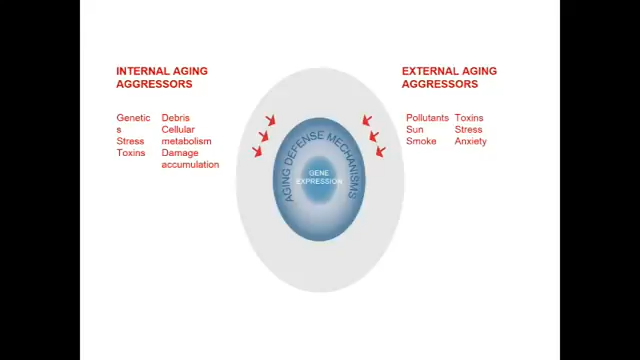 INTERNAL AGING
AGGRESSORS
Genetic
s
Stress
Toxins
Debris
Cellular
metabolism
Damage
accumulation
AGING DEFENSE MECHANISMS
GENE
EXPRESSION
EXTERNAL AGING
AGGRESSORS
Pollutants
Sun
Smoke
Toxins
Stress
Anxiety